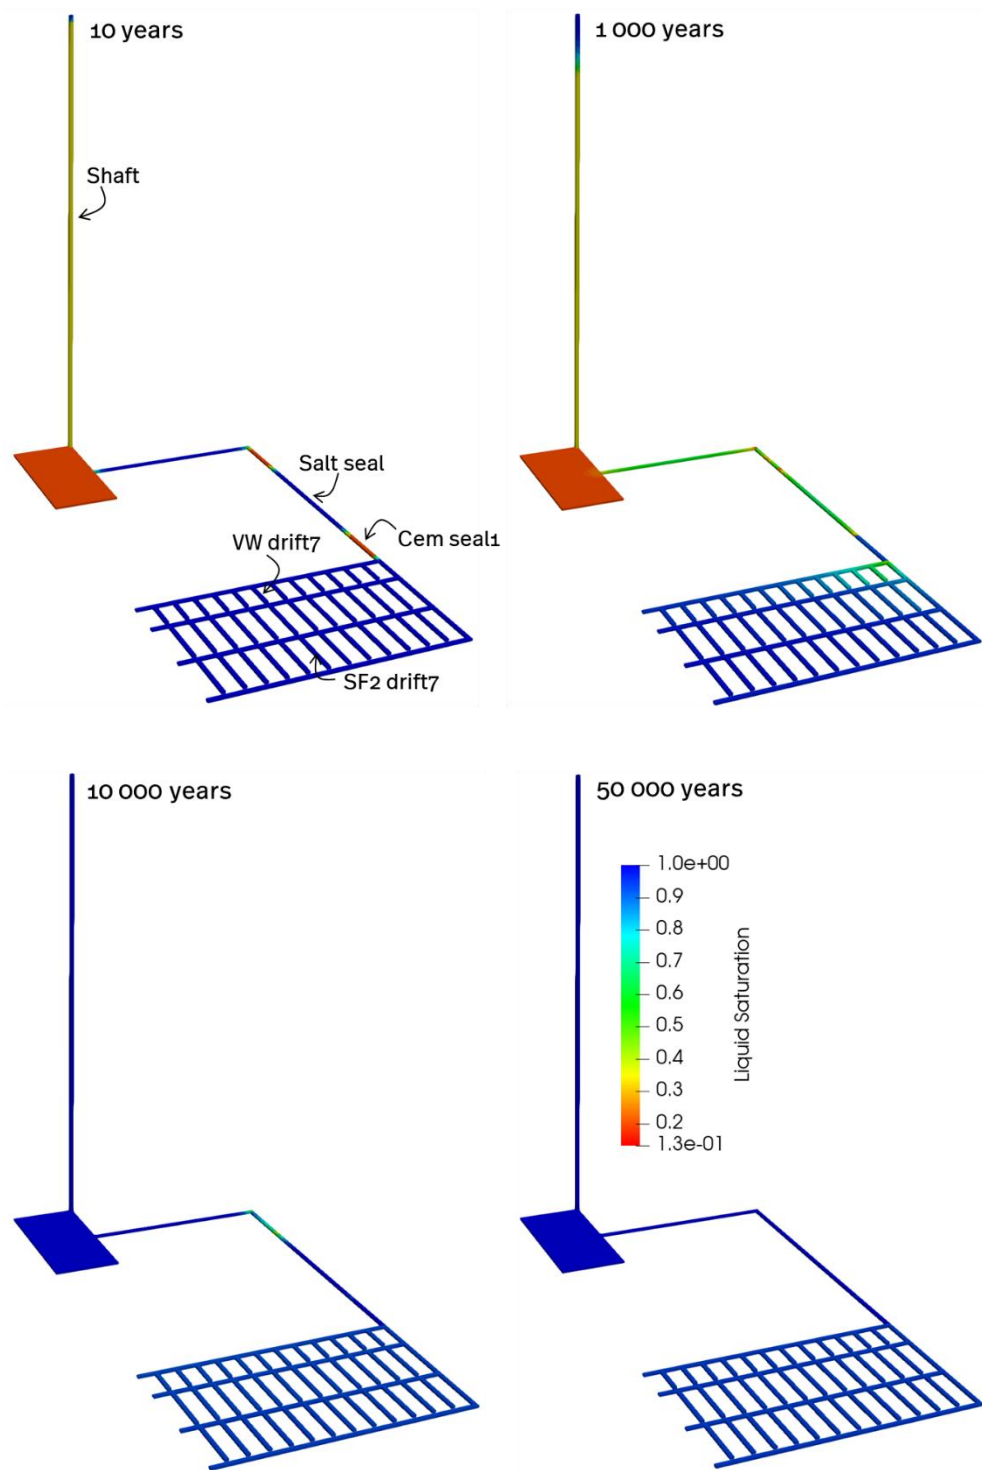 10 years
1 000 years
Shaft
Salt seal
Cem seal1
VW drift7
SF2 drift7
10 000 years
50 000 years
1.0e+00
0.9
0.8
0.7
0.6
0.5
0.4
0.3
0.2
1.3e-01
Liquid Saturation